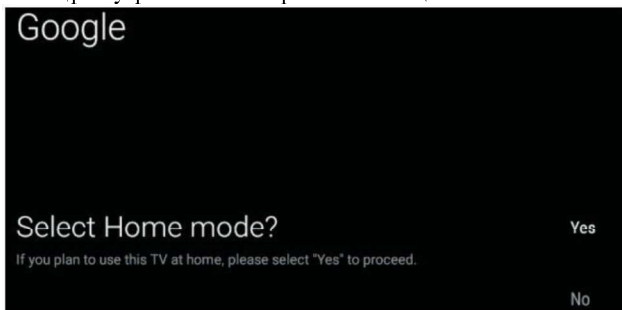 Google
Select Home mode?
Yes
If you plan to use this TV at home, please select "Yes" to proceed.
No